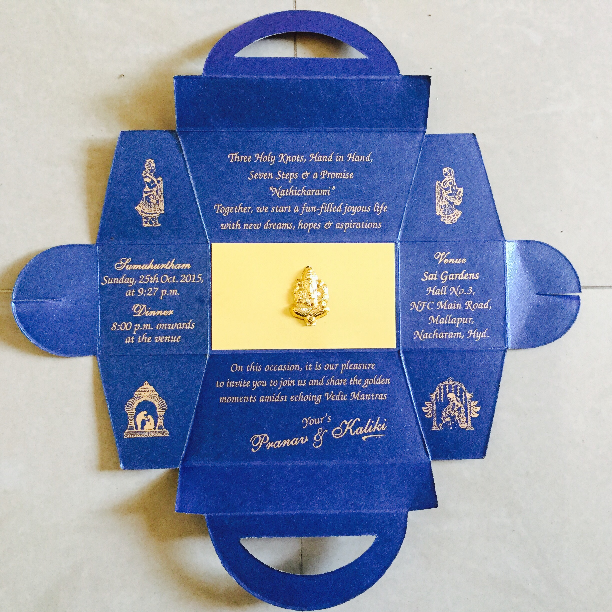 Three Holy Knots, Hand in Hand,
Seven Steps & a Promise
"Nathicharami"
Together, we start a fun-filled joyous life
with new dreams, hopes & aspirations
Sumuhurtham
Sunday, 25th Oct. 2015,
at 9:27 p.m.
Dinner
8:00 p.m. onwards
at the venue
Venue
Sai Gardens
Hall No.3,
NFC Main Road,
Mallapur,
Nacharam, Hyd.
On this occasion, it is our pleasure
to invite you to join us and share the golden
moments amidst echoing Vedic Mantras
Your's
Pranav & Kaliki